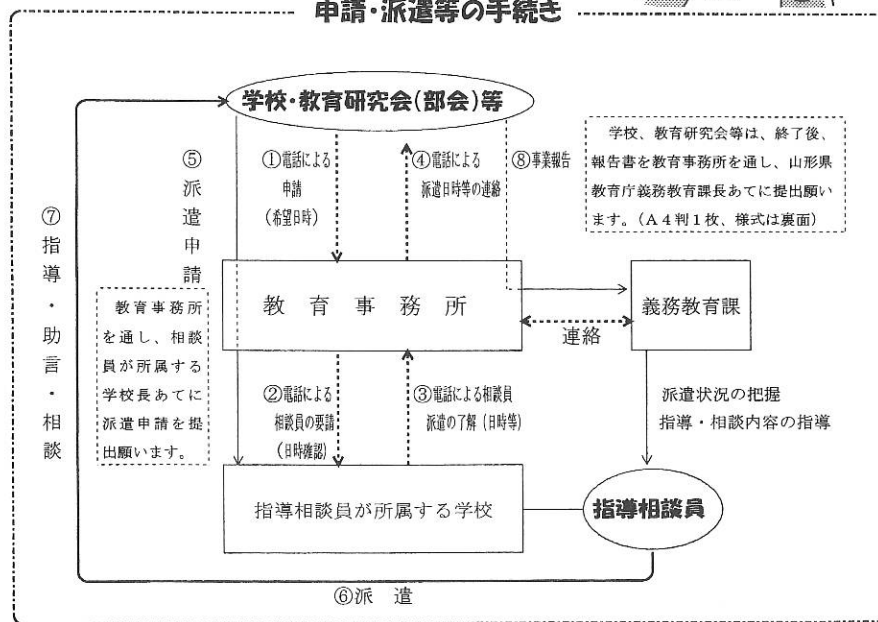 申請・派遣等の手続き
学校・教育研究会(部会)等
①電話による
申請
(希望日時)
④電話による
派遣日時等の連絡
⑧事業報告
学校、教育研究会等は、終了後、
報告書を教育事務所を通し、山形県
教育庁義務教育課長あてに提出願い
ます。(A4判1枚、様式は裏面)
⑤派遣申請
⑦指導・助言・相談
教育事務所
を通し、相談
員が所属する
学校長あてに
派遣申請を提
出願います。
教育事務所
連絡
義務教育課
②電話による
相談員の要請
(日時確認)
③電話による相談員
派遣の了解(日時等)
派遣状況の把握
指導・相談内容の指導
指導相談員が所属する学校
指導相談員
⑥派 遣